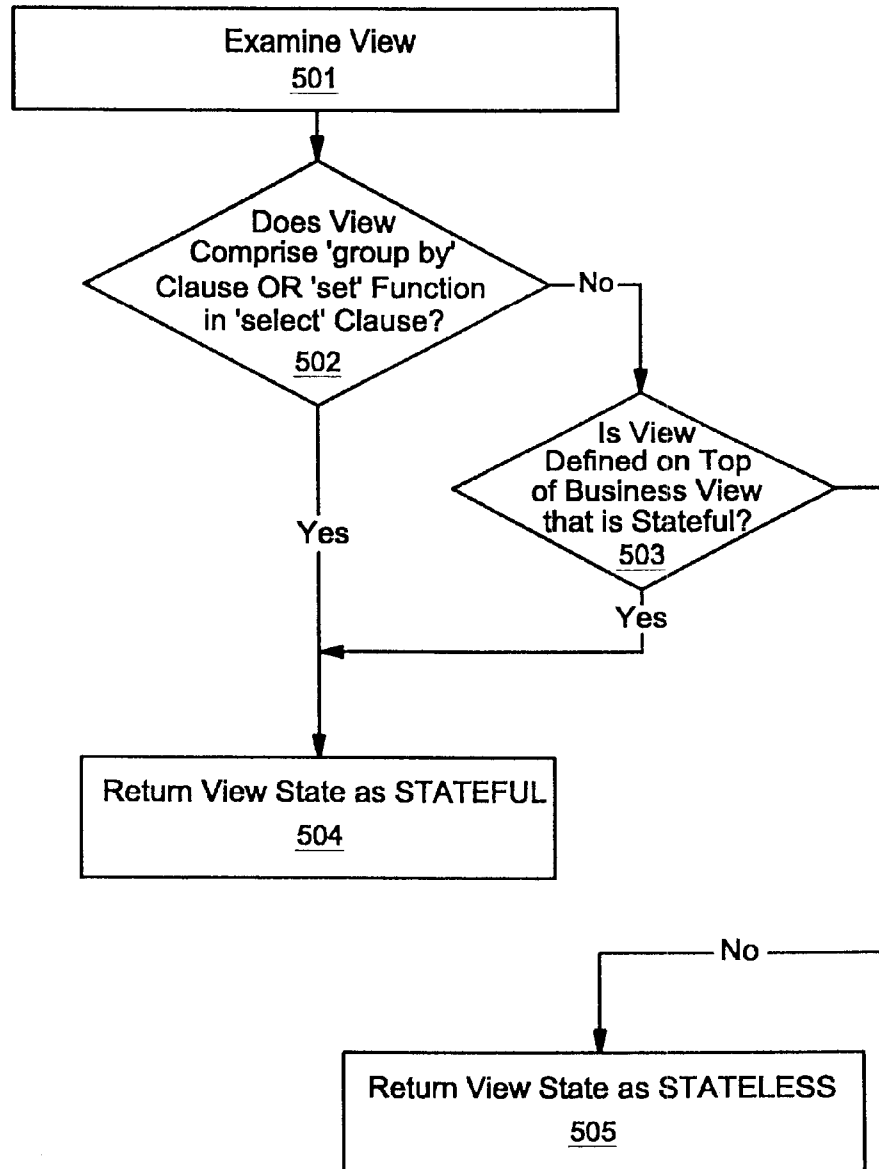 Examine View
501
Does View
Comprise 'group by'
Clause OR 'set' Function
in 'select' Clause?
502
No
Is View
Defined on Top
of Business View
that is Stateful?
503
Yes
Yes
Return View State as STATEFUL
504
No
Return View State as STATELESS
505